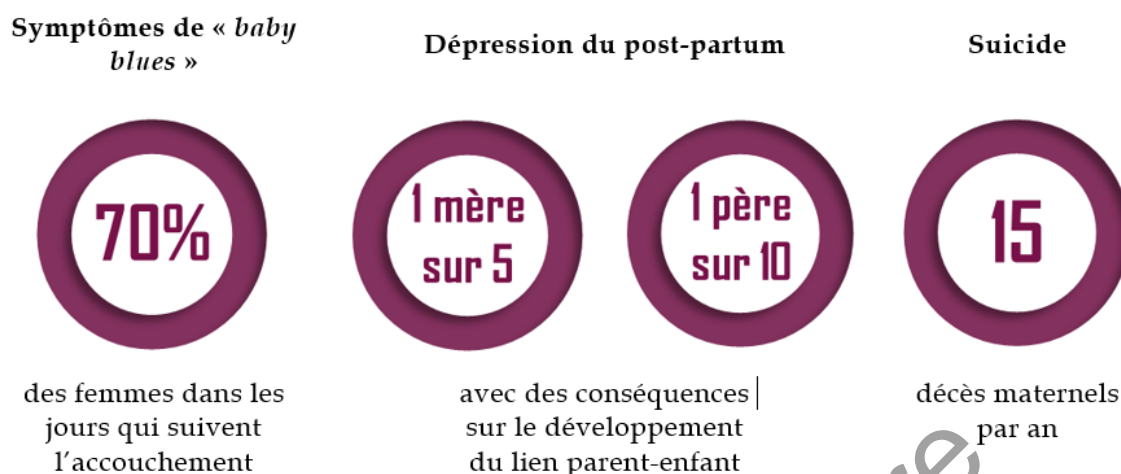 Symptômes de « baby
blues »
70%
des femmes dans les
jours qui suivent
l'accouchement
Dépression du post-partum
1 mère
sur 5
1 père
sur 10
avec des conséquences
sur le développement
du lien parent-enfant
Suicide
15
décès maternels
par an